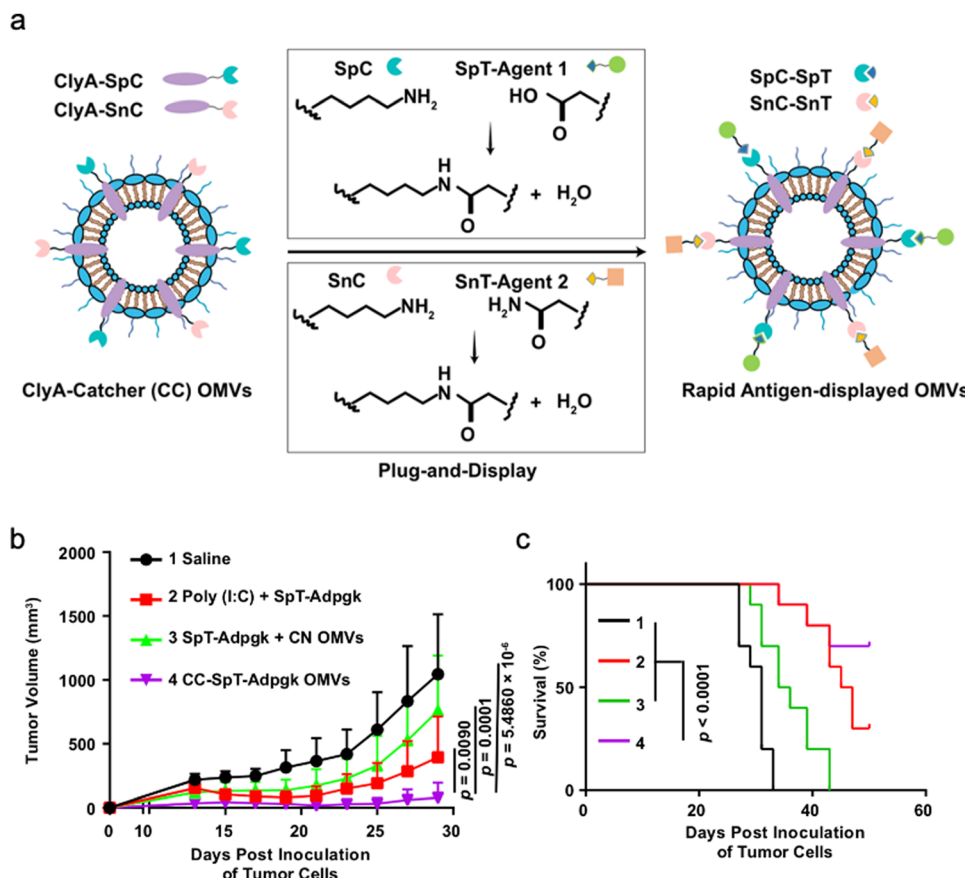 a
ClyA-SpC
ClyA-SnC
ClyA-Catcher (CC) OMVs
SpC
SpT-Agent 1
NH2
HO
O
H
N
O
+ H2O
SnC
SnT-Agent 2
NH2
H2N
O
H
N
O
+ H2O
Plug-and-Display
SpC-SpT
SnC-SnT
Rapid Antigen-displayed OMVs
b
Tumor Volume (mm³)
2000
1500
1000
500
0
1 Saline
2 Poly (I:C) + SpT-Adpgk
3 SpT-Adpgk + CN OMVs
4 CC-SpT-Adpgk OMVs
p = 0.0090
p = 0.0001
p = 5.4860 × 10⁻⁶
0 10 15 20 25 30
Days Post Inoculation
of Tumor Cells
c
Survival (%)
100
50
0
1
2
3
4
p < 0.0001
0 20 40 60
Days Post Inoculation
of Tumor Cells